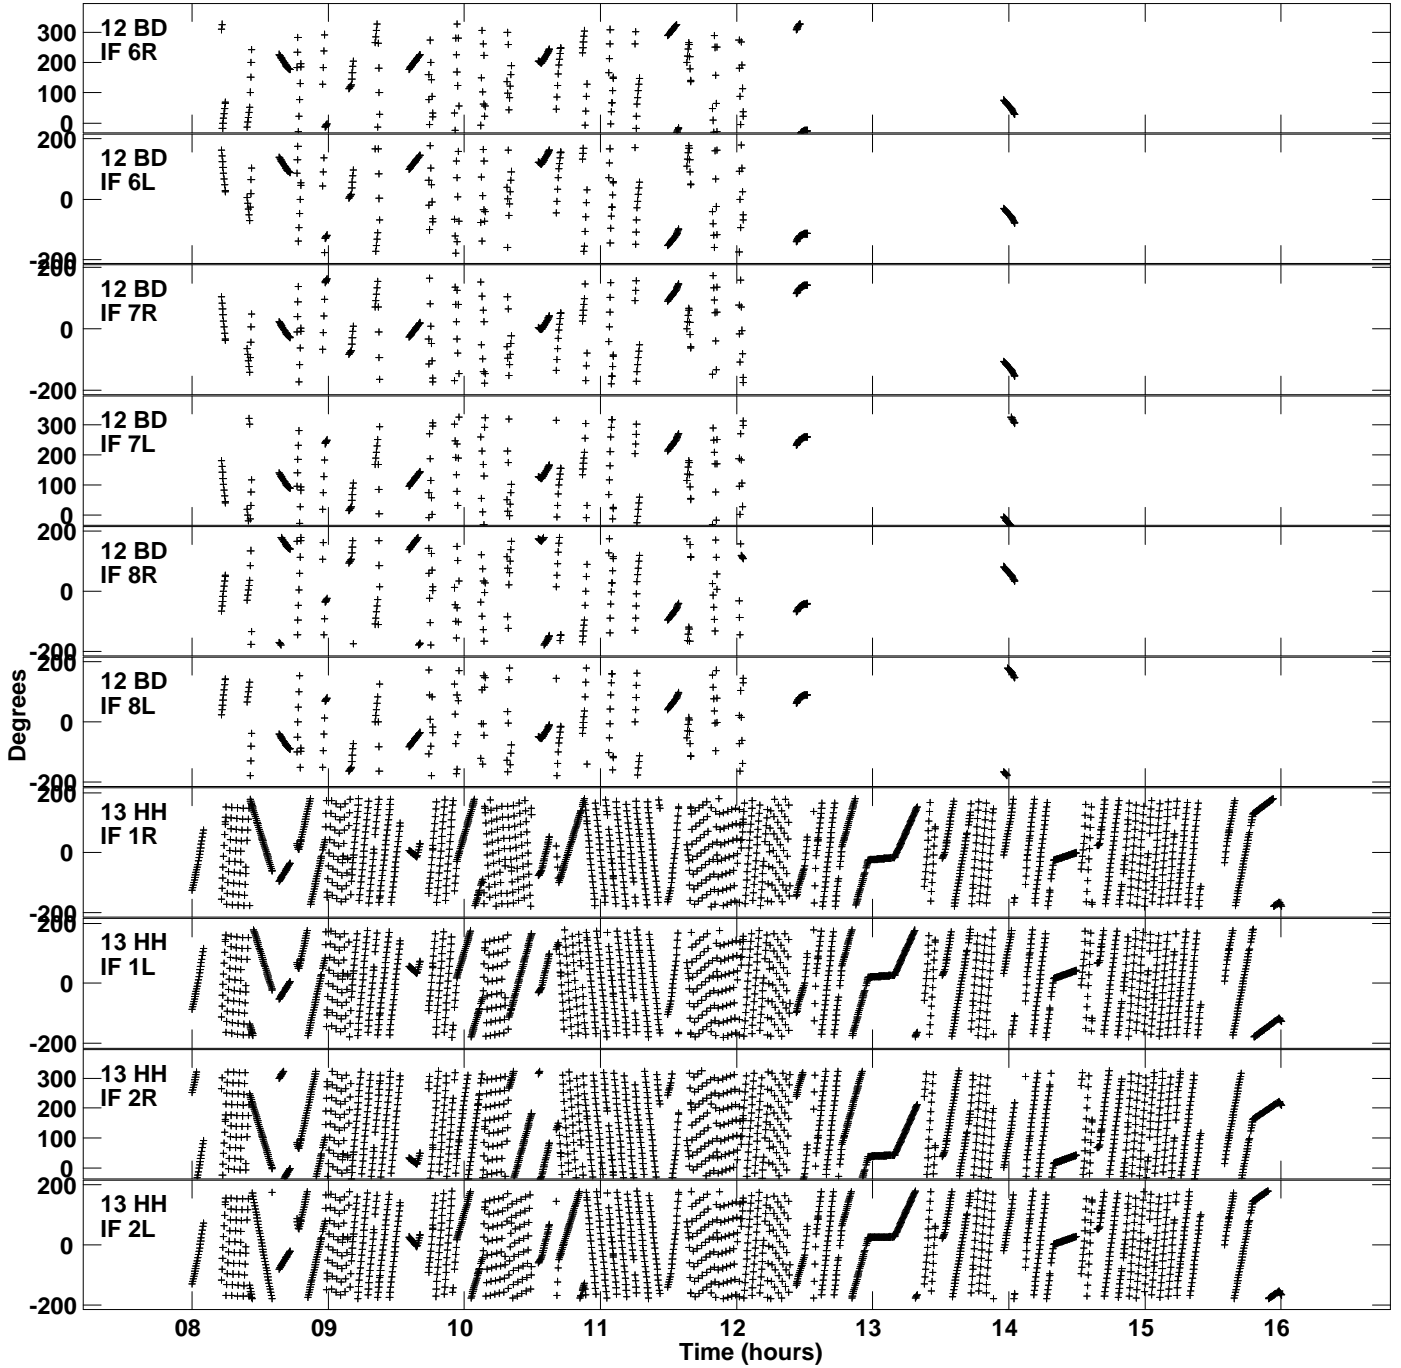 12 BD
IF 6R
300
200
100
0
12 BD
IF 6L
200
0
-200
12 BD
IF 7R
200
0
-200
12 BD
IF 7L
300
200
100
0
12 BD
IF 8R
200
0
-200
12 BD
IF 8L
200
0
-200
13 HH
IF 1R
200
0
-200
13 HH
IF 1L
200
0
-200
13 HH
IF 2R
300
200
100
0
13 HH
IF 2L
200
0
-200
Degrees
08 09 10 11 12 13 14 15 16
Time (hours)